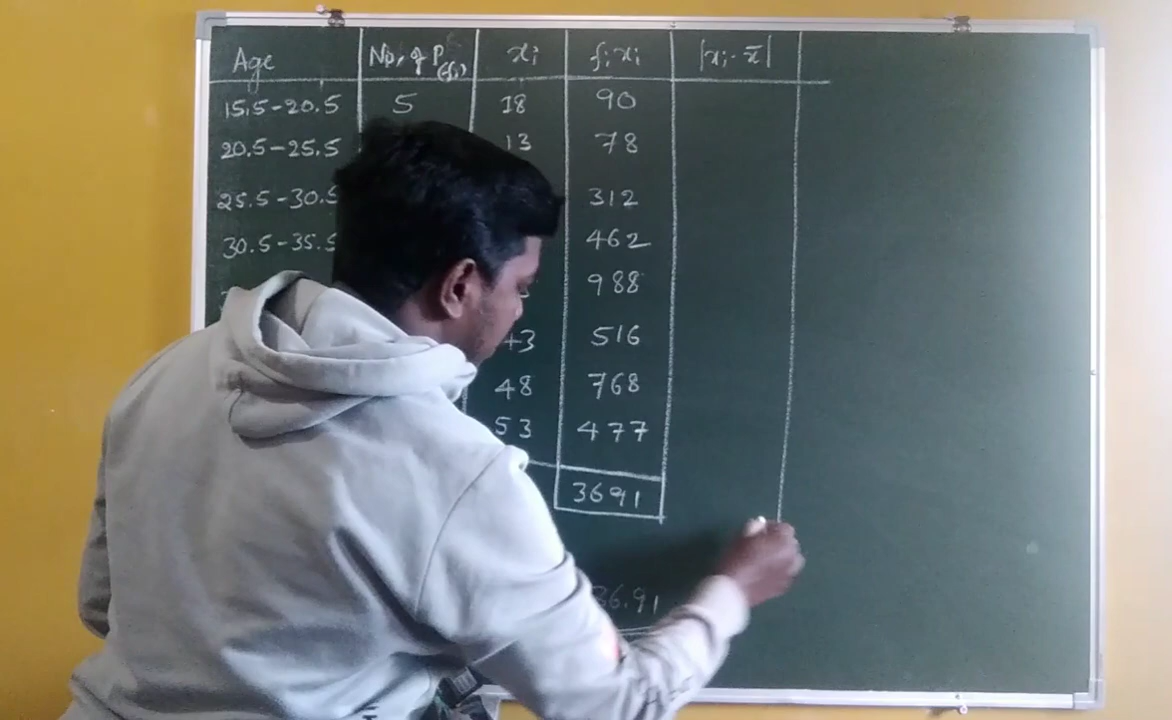 Age No. of P(fi) xi fixi |xi - x̄|
15.5-20.5 5 18 90
20.5-25.5 13 78
25.5-30.5 312
30.5-35.5 462
988
43 516
48 768
53 477
3691
36.91